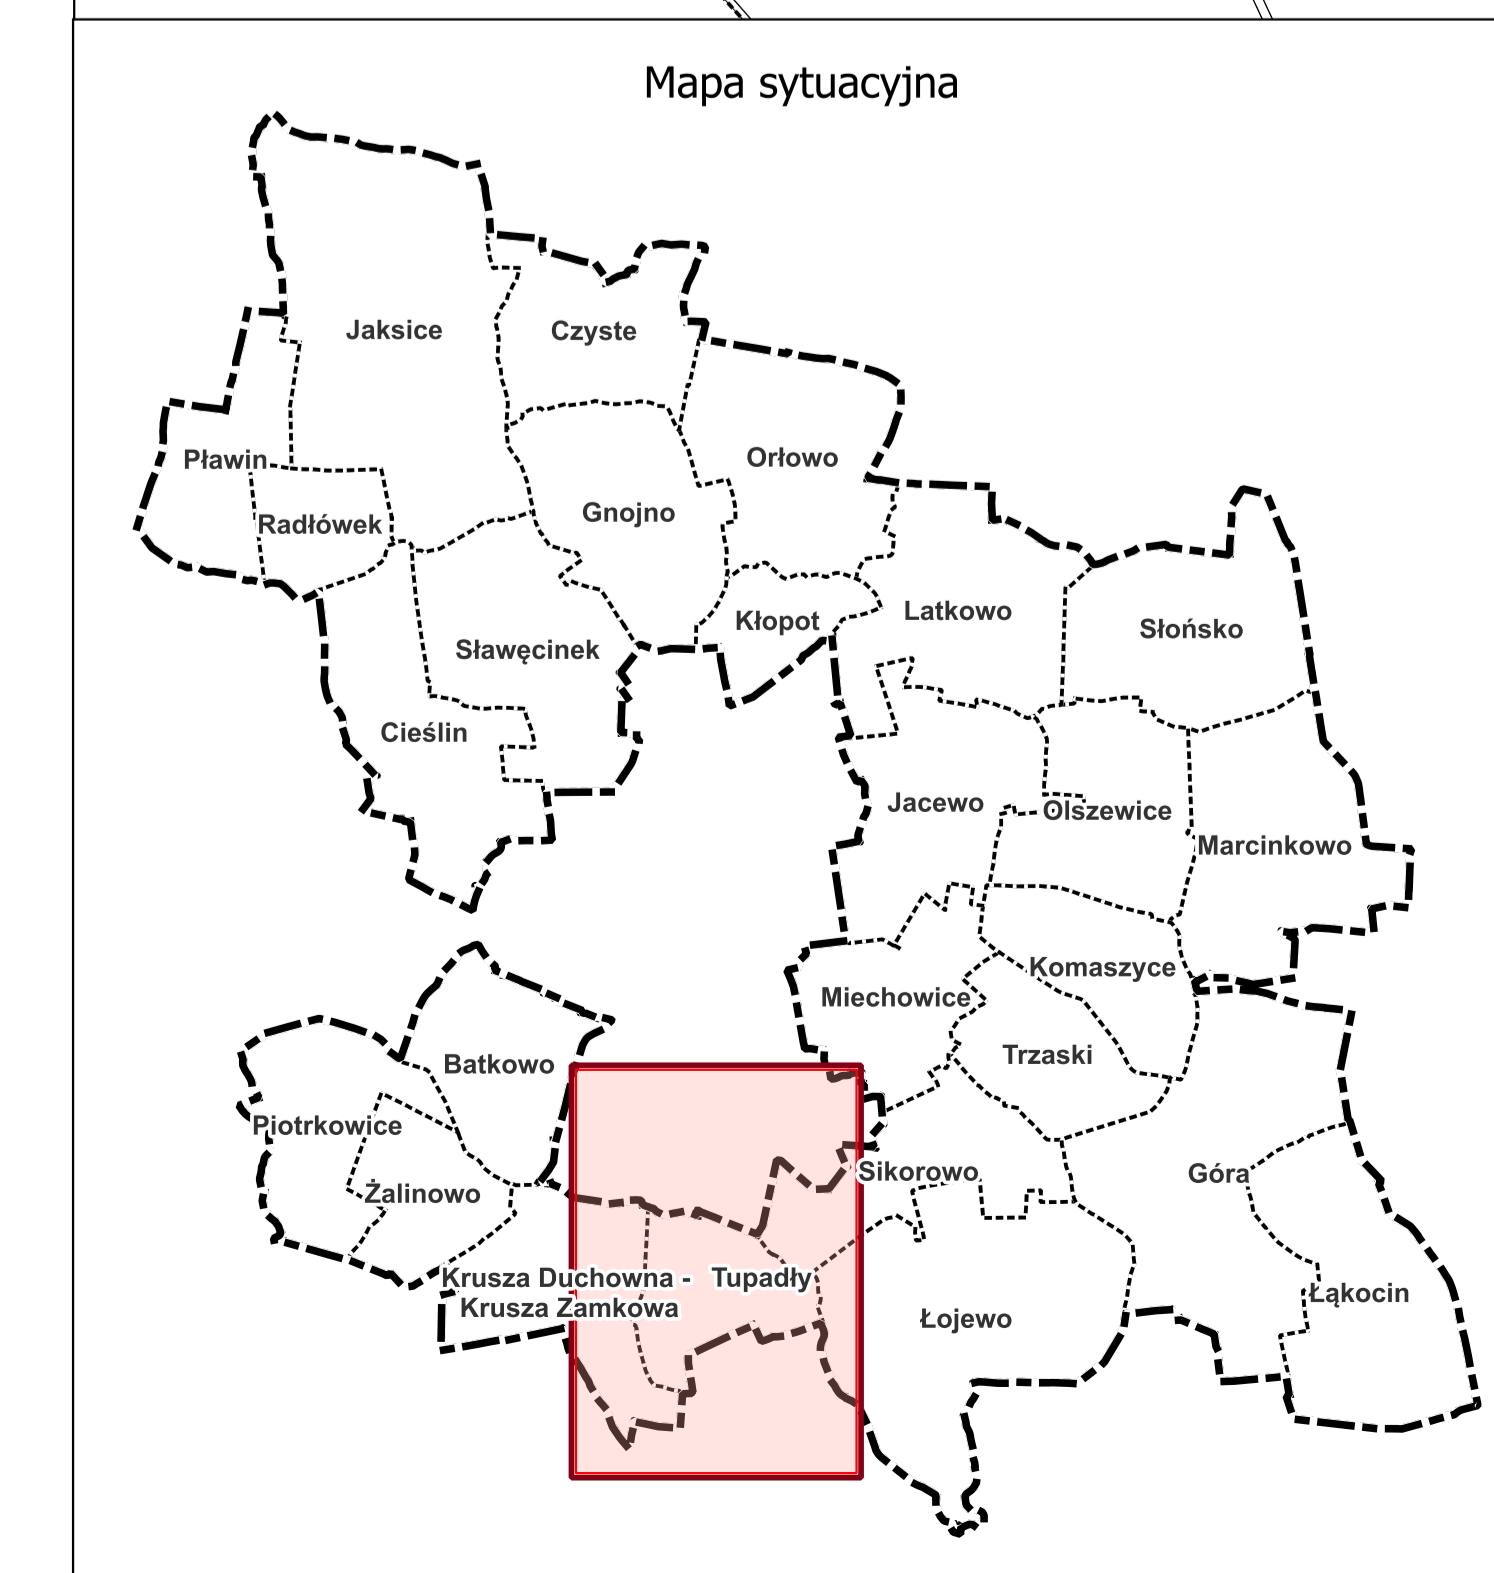 Mapa sytuacyjna
Jaksice
Czyste
Pławin
Orłowo
Radłówek
Gnojno
Kłopot
Latkowo
Słońsko
Sławęcinek
Cieślin
Jacewo
Olszewice
Marcinkowo
Komaszyce
Miechowice
Trzaski
Batkowo
Piotrkowice
Sikorowo
Góra
Żalinowo
Krusza Duchowna -
Krusza Zamkowa
Tupadły
Łąkocin
Łojewo